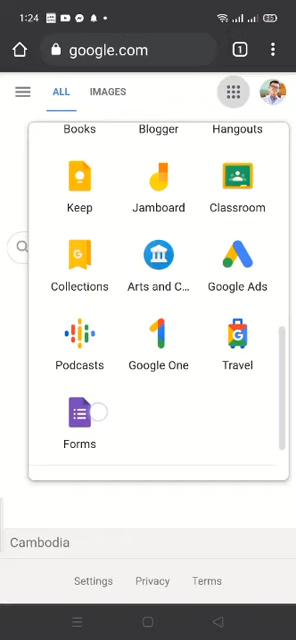 1:24
google.com
1
ALL IMAGES
Books Blogger Hangouts
Keep Jamboard Classroom
Collections Arts and C... Google Ads
Podcasts Google One Travel
Forms
Cambodia
Settings Privacy Terms